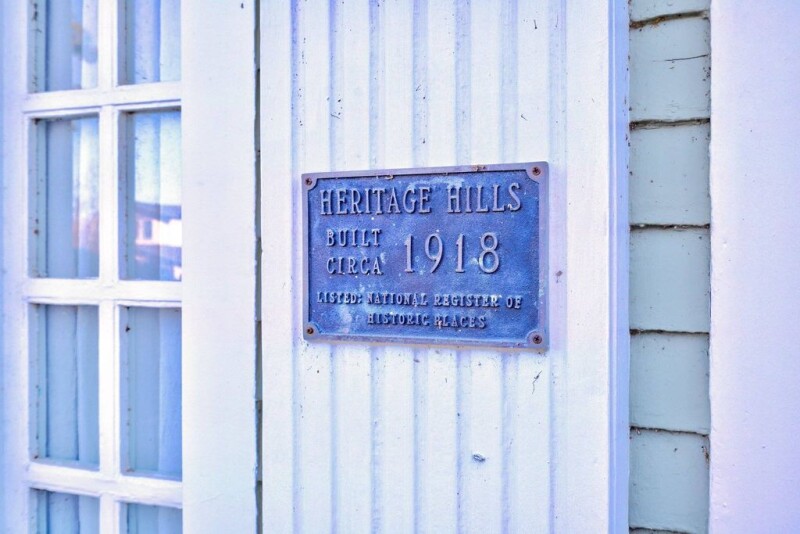 HERITAGE HILLS
BUILT
CIRCA 1918
LISTED: NATIONAL REGISTER OF
HISTORIC PLACES